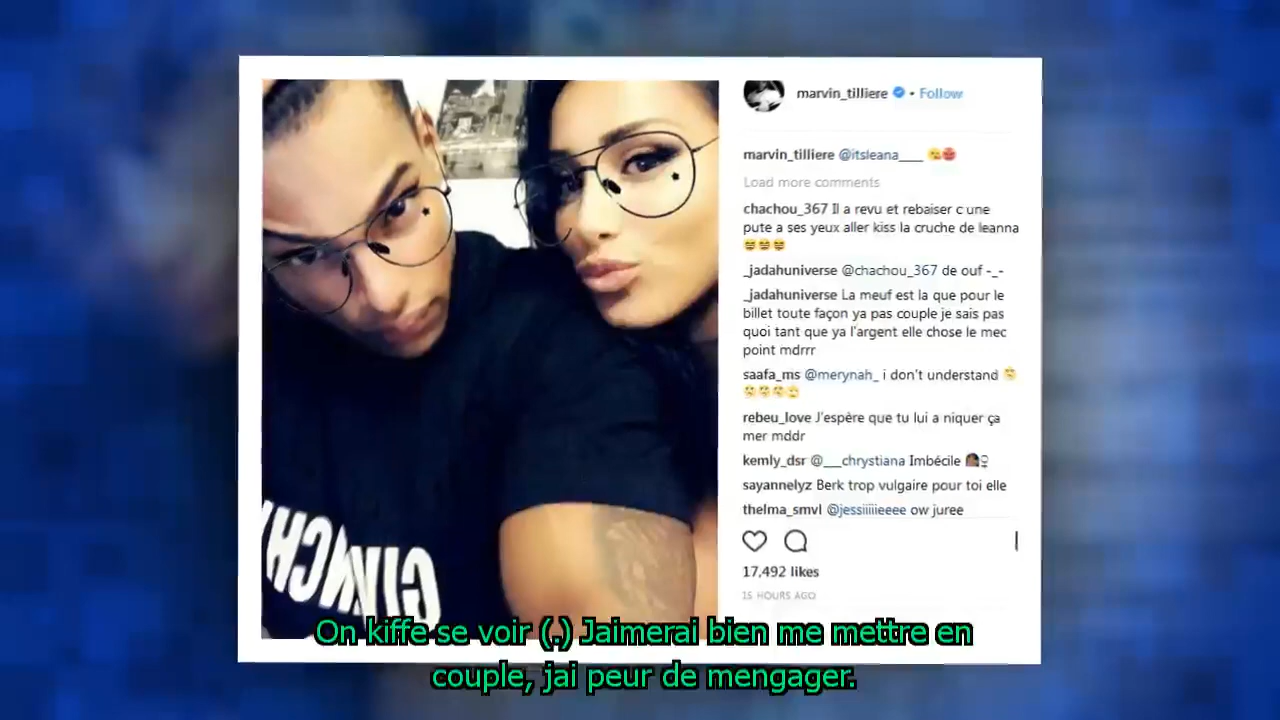 marvin_tilliere • Follow
marvin_tilliere @itsleana____ 
Load more comments
chachou_367 Il a revu et rebaiser c une
pute a ses yeux aller kiss la cruche de leanna
_jadahuniverse @chachou_367 de ouf -_-
_jadahuniverse La meuf est la que pour le
billet toute façon ya pas couple je sais pas
quoi tant que ya l'argent elle chose le mec
point mdrrr
saafa_ms @merynah_ i don't understand
rebeu_love J'espère que tu lui a niquer ça
mer mddr
kemly_dsr @___chrystiana Imbécile
sayannelyz Berk trop vulgaire pour toi elle
thelma_smvl @jessiiiiieeee ow juree
17,492 likes
15 HOURS AGO
On kiffe se voir (.) Jaimerai bien me mettre en
couple, jai peur de mengager.